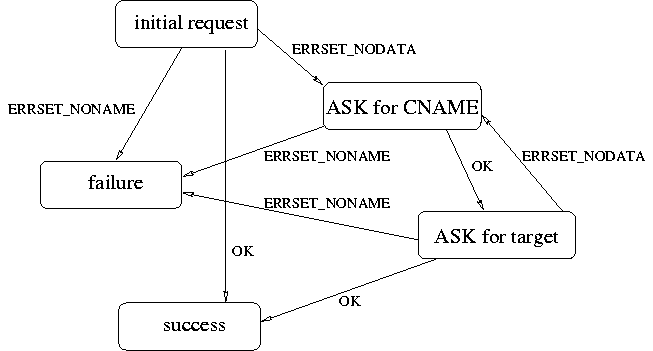 initial request
ERRSET_NODATA
ERRSET_NONAME
ASK for CNAME
ERRSET_NONAME
ERRSET_NODATA
OK
failure
ERRSET_NONAME
ASK for target
OK
OK
success